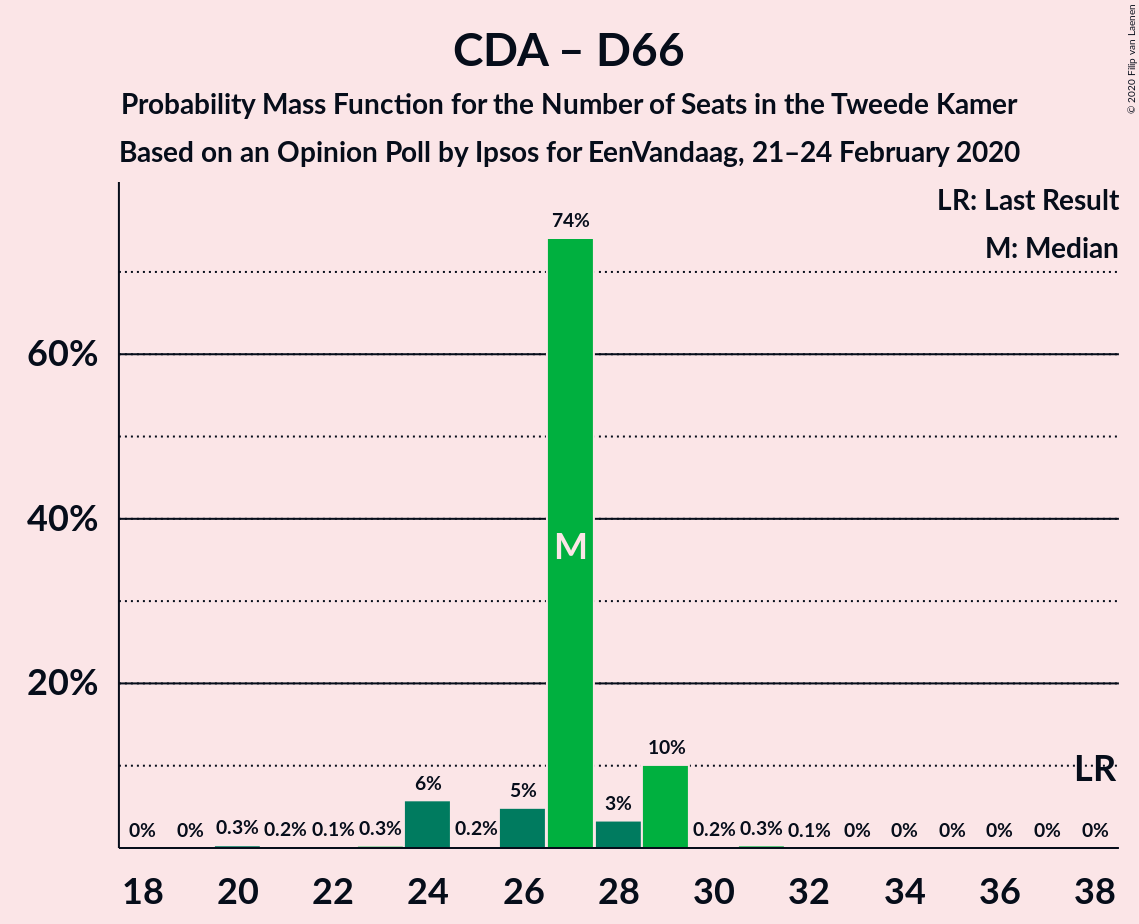 CDA – D66
Probability Mass Function for the Number of Seats in the Tweede Kamer
Based on an Opinion Poll by Ipsos for EenVandaag, 21–24 February 2020
© 2020 Filip van Laenen
LR: Last Result
M: Median
74%
60%
40%
M
20%
10%
LR
6%
5%
3%
0% 0% 0.3% 0.2% 0.1% 0.3% 0.2% 0.2% 0.3% 0.1% 0% 0% 0% 0% 0% 0%
18 20 22 24 26 28 30 32 34 36 38